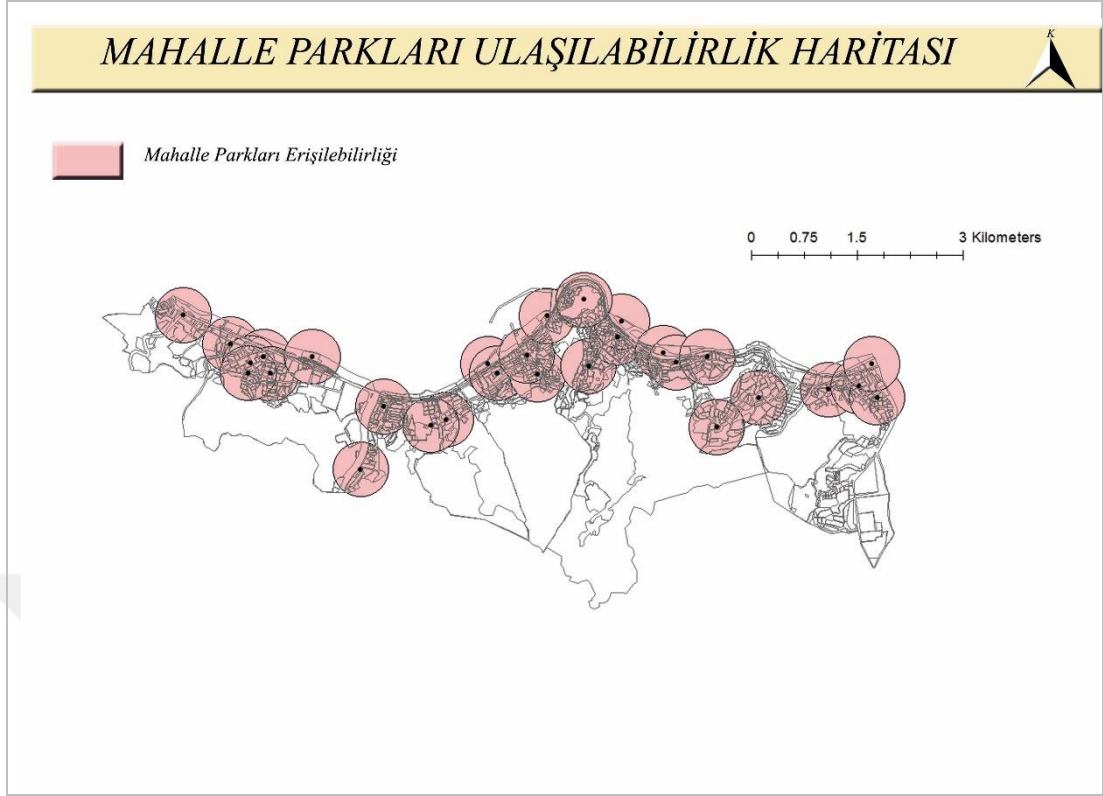 MAHALLE PARKLARI ULAŞILABİLİRLİK HARİTASI
K
Mahalle Parkları Erişilebilirliği
0 0.75 1.5 3 Kilometers